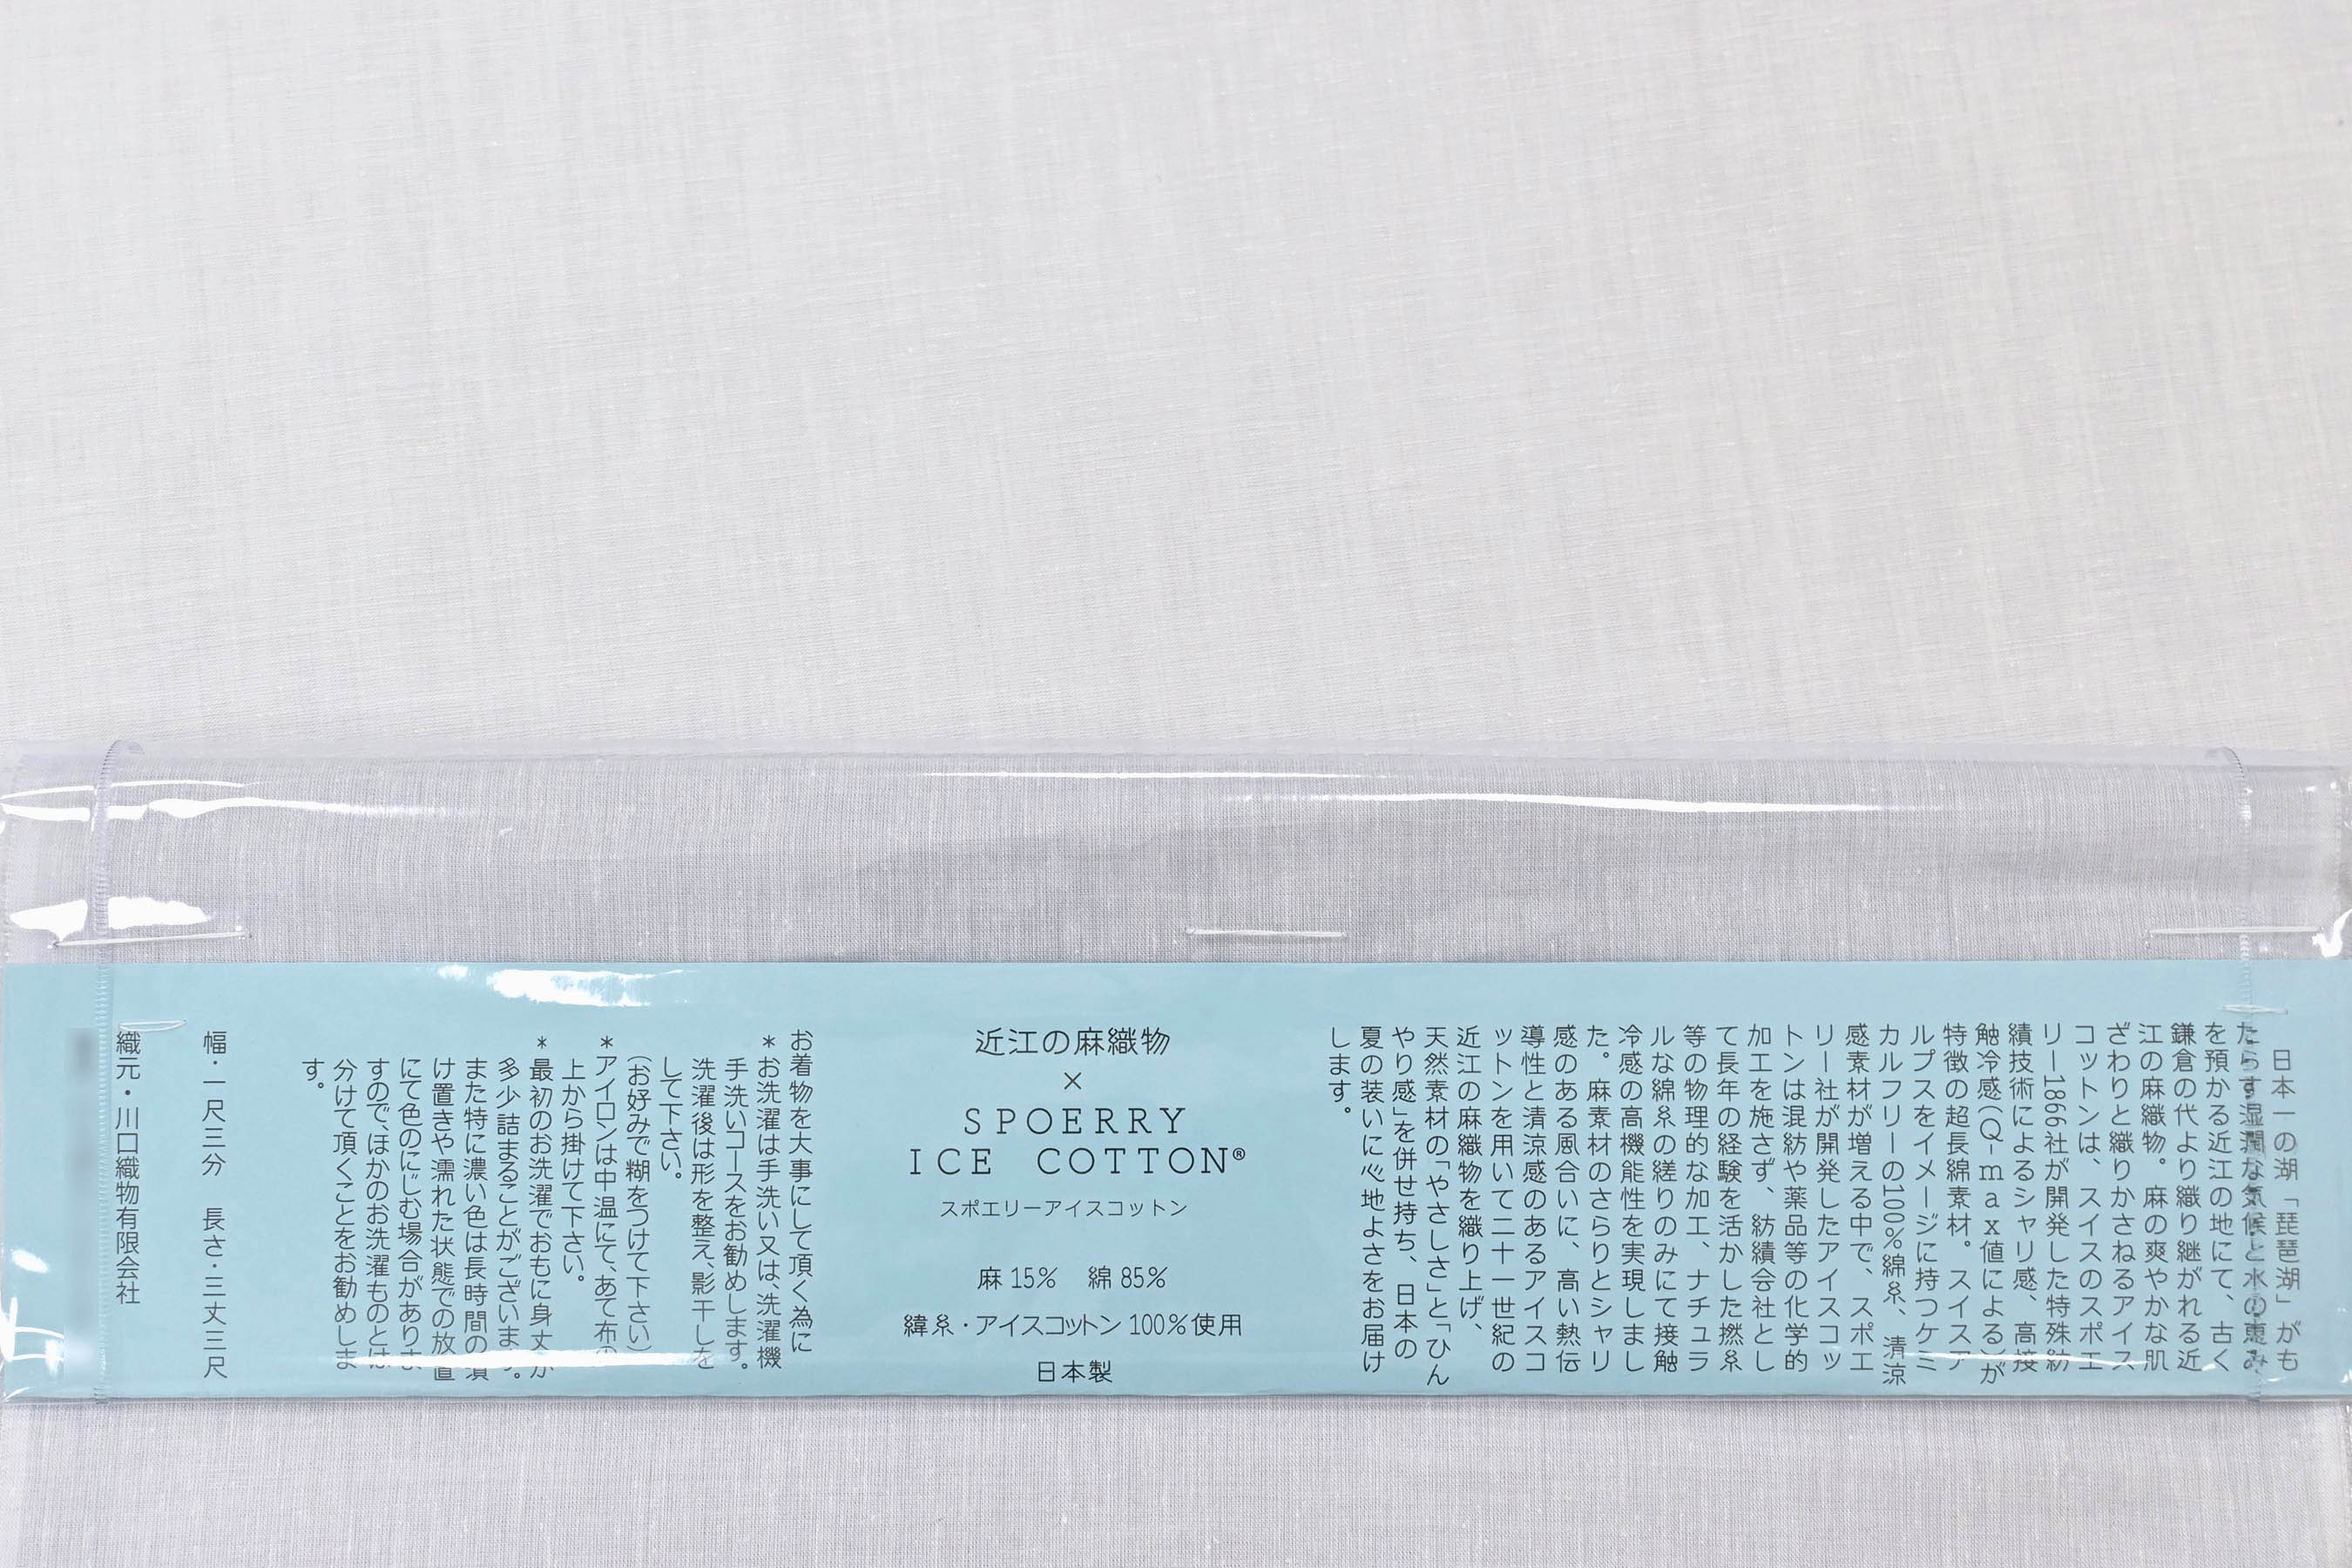 日本一の湖「琵琶湖」がも
たらす湿潤な気候と水の恵み
を預かる近江の地にて、古く
鎌倉の代より織り継がれる近
江の麻織物。麻の爽やかな肌
ざわりと織りかさねるアイス
コットンは、スイスのスポエ
リー1866社が開発した特殊紡
績技術によるシャリ感、高接
触冷感(Q-max値による)が
特徴の超長綿素材。スイスア
ルプスをイメージに持つケミ
カルフリーの100%綿糸、清涼
感素材が増える中で、スポエ
リー社が開発したアイスコッ
トンは混紡や薬品等の化学的
加工を施さず、紡績会社とし
て長年の経験を活かした撚糸
等の物理的な加工、ナチュラ
ルな綿糸の縒りのみにて接触
冷感の高機能性を実現しまし
た。麻素材のさらりとシャリ
感のある風合いに、高い熱伝
導性と清涼感のあるアイスコ
ットンを用いて二十一世紀の
近江の麻織物を織り上げ、
天然素材の「やさしさ」と「ひん
やり感」を併せ持ち、日本の
夏の装いに心地よさをお届け
します。
近江の麻織物
×
SPOERRY
ICE COTTON®
スポエリーアイスコットン
麻15% 綿85%
緯糸・アイスコットン100%使用
日本製
お着物を大事にして頂く為に
*お洗濯は手洗い又は、洗濯機
手洗いコースをお勧めします。
洗濯後は形を整え、影干しを
して下さい。
(お好みで糊をつけて下さい)
*アイロンは中温にて、あて布の
上から掛けて下さい。
*最初のお洗濯でおもに身丈が
多少詰まることがございます。
また特に濃い色は長時間の漬
け置きや濡れた状態での放置
にて色のにじむ場合がありま
すので、ほかのお洗濯ものとは
分けて頂くことをお勧めしま
す。
幅・一尺三分 長さ・三丈三尺
織元・川口織物有限会社